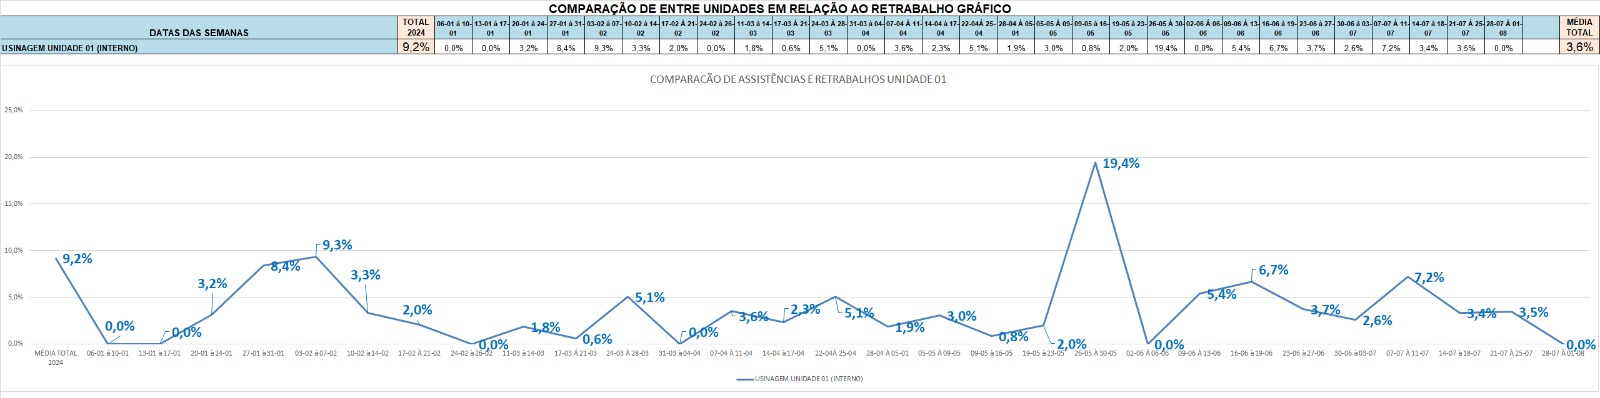 COMPARAÇÃO DE ENTRE UNIDADES EM RELAÇÃO AO RETRABALHO GRÁFICO
DATAS DAS SEMANAS TOTAL 2024 06-01 à 10-01 13-01 À 17-01 20-01 À 24-01 27-01 À 31-01 03-02 à 07-02 10-02 à 14-02 17-02 À 21-02 24-02 À 26-02 11-03 À 14-03 17-03 À 21-03 24-03 À 28-03 31-03 à 04-04 07-04 À 11-04 14-04 à 17-04 22-04 À 25-04 28-04 À 05-01 05-05 À 09-05 09-05 à 16-05 19-05 À 23-05 26-05 À 30-05 02-06 À 06-06 09-06 À 13-06 16-06 à 19-06 23-06 à 27-06 30-06 à 03-07 07-07 À 11-07 14-07 à 18-07 21-07 À 25-07 28-07 À 01-08 MÉDIA TOTAL
USINAGEM UNIDADE 01 (INTERNO) 9,2% 0,0% 0,0% 3,2% 8,4% 9,3% 3,3% 2,0% 0,0% 1,8% 0,6% 5,1% 0,0% 3,6% 2,3% 5,1% 1,9% 3,0% 0,8% 2,0% 19,4% 0,0% 5,4% 6,7% 3,7% 2,6% 7,2% 3,4% 3,5% 0,0% 3,6%
COMPARACÃO DE ASSISTÊNCIAS E RETRABALHOS UNIDADE 01
25,0%
20,0%
15,0%
10,0%
5,0%
0,0%
9,2% 0,0% 0,0% 3,2% 8,4% 9,3% 3,3% 2,0% 0,0% 1,8% 0,6% 5,1% 0,0% 3,6% 2,3% 5,1% 1,9% 3,0% 0,8% 2,0% 19,4% 0,0% 5,4% 6,7% 3,7% 2,6% 7,2% 3,4% 3,5% 0,0%
MÉDIA TOTAL 2024 06-01 à 10-01 13-01 À 17-01 20-01 À 24-01 27-01 À 31-01 03-02 à 07-02 10-02 à 14-02 17-02 À 21-02 24-02 À 26-02 11-03 À 14-03 17-03 À 21-03 24-03 À 28-03 31-03 à 04-04 07-04 À 11-04 14-04 à 17-04 22-04 À 25-04 28-04 À 05-01 05-05 À 09-05 09-05 à 16-05 19-05 À 23-05 26-05 À 30-05 02-06 À 06-06 09-06 À 13-06 16-06 à 19-06 23-06 à 27-06 30-06 à 03-07 07-07 À 11-07 14-07 à 18-07 21-07 À 25-07 28-07 À 01-08
USINAGEM UNIDADE 01 (INTERNO)